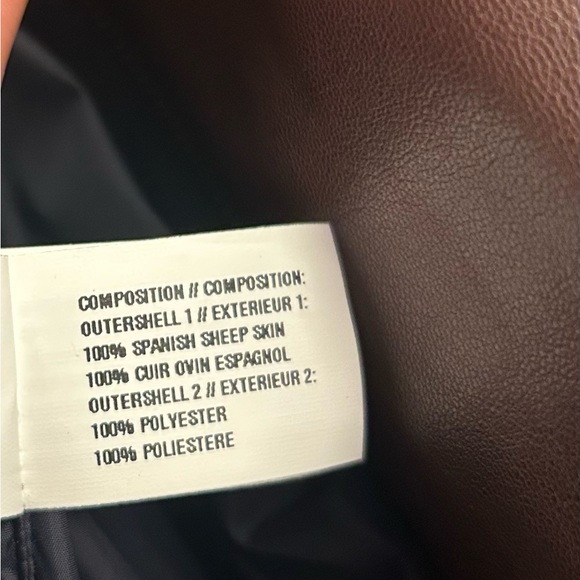 COMPOSITION // COMPOSITION:
OUTERSHELL 1 // EXTERIEUR 1:
100% SPANISH SHEEP SKIN
100% CUIR OVIN ESPAGNOL
OUTERSHELL 2 // EXTERIEUR 2:
100% POLYESTER
100% POLIESTERE